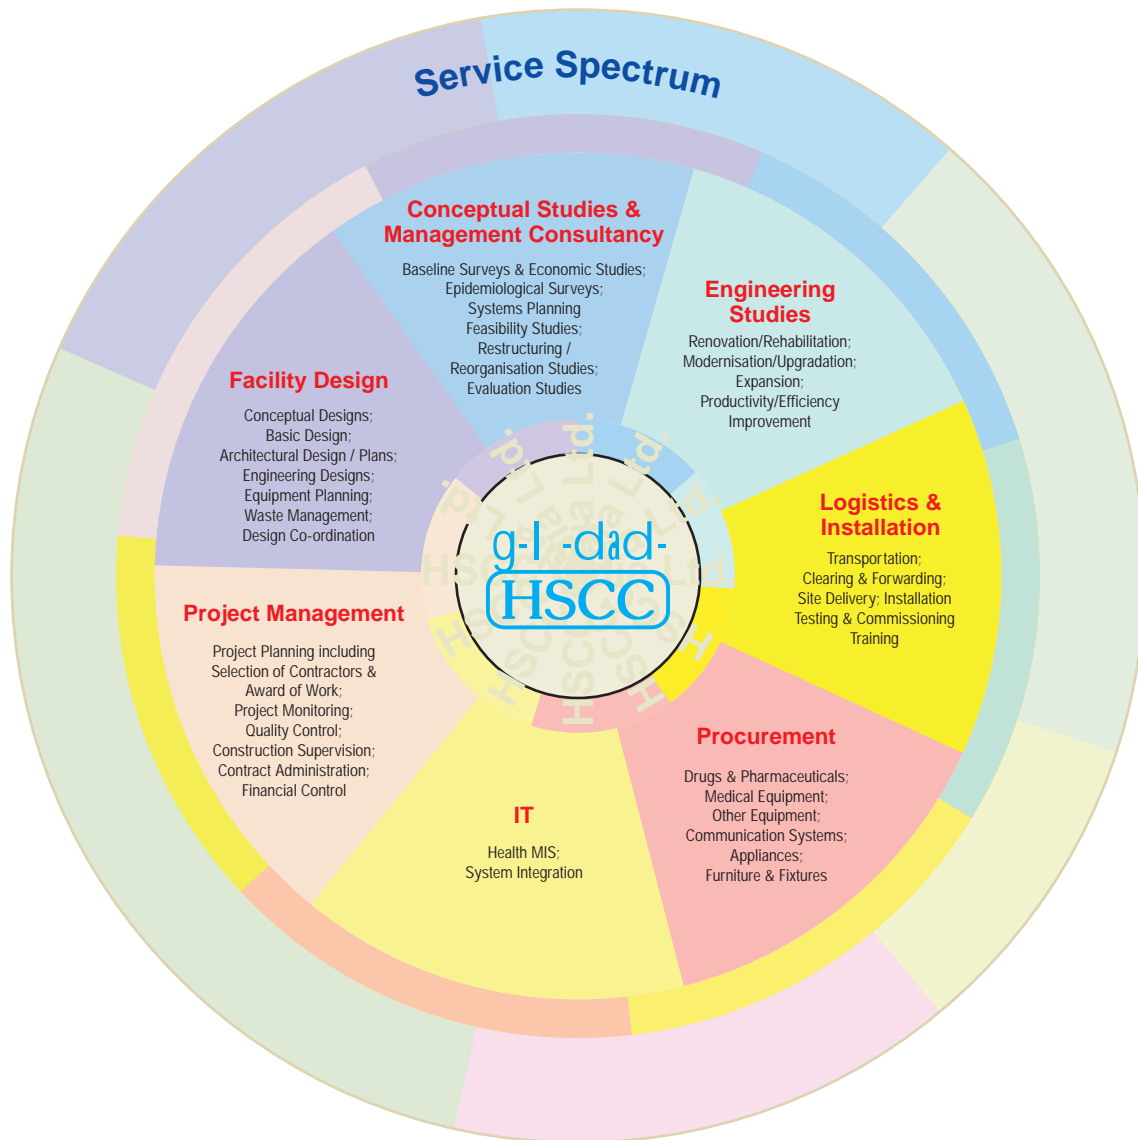 Service Spectrum
Conceptual Studies &
Management Consultancy
Baseline Surveys & Economic Studies;
Epidemiological Surveys;
Systems Planning
Feasibility Studies;
Restructuring /
Reorganisation Studies;
Evaluation Studies
Engineering
Studies
Renovation/Rehabilitation;
Modernisation/Upgradation;
Expansion;
Productivity/Efficiency
Improvement
Logistics &
Installation
Transportation;
Clearing & Forwarding;
Site Delivery; Installation
Testing & Commissioning
Training
Procurement
Drugs & Pharmaceuticals;
Medical Equipment;
Other Equipment;
Communication Systems;
Appliances;
Furniture & Fixtures
IT
Health MIS;
System Integration
Project Management
Project Planning including
Selection of Contractors &
Award of Work;
Project Monitoring;
Quality Control;
Construction Supervision;
Contract Administration;
Financial Control
Facility Design
Conceptual Designs;
Basic Design;
Architectural Design / Plans;
Engineering Designs;
Equipment Planning;
Waste Management;
Design Co-ordination
g-l -dad-
HSCC